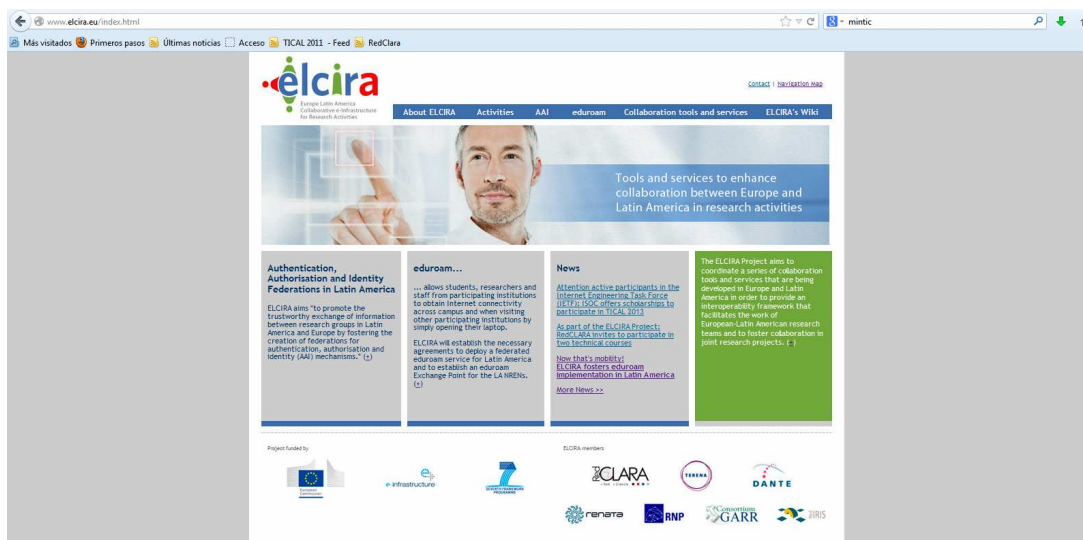 www.elcira.eu/index.html
mintic
Más visitados
Primeros pasos
Últimas noticias
Acceso
TICAL 2011 - Feed
RedClara
elcira
Europe Latin America
Collaborative e-Infrastructure
for Research Activities
Contact | Navigation Map
About ELCIRA
Activities
AAI
eduroam
Collaboration tools and services
ELCIRA's Wiki
Tools and services to enhance
collaboration between Europe and
Latin America in research activities
Authentication,
Authorisation and Identity
Federations in Latin America
ELCIRA aims "to promote the
trustworthy exchange of information
between research groups in Latin
America and Europe by fostering the
creation of federations for
authentication, authorisation and
identity (AAI) mechanisms." (+)
eduroam...
... allows students, researchers and
staff from participating institutions
to obtain Internet connectivity
across campus and when visiting
other participating institutions by
simply opening their laptop.
ELCIRA will establish the necessary
agreements to deploy a federated
eduroam service for Latin America
and to establish an eduroam
Exchange Point for the LA NRENs.
(+)
News
Attention active participants in the
Internet Engineering Task Force
(IETF): ISOC offers scholarships to
participate in TICAL 2013
As part of the ELCIRA Project:
RedCLARA invites to participate in
two technical courses
Now that's mobility!
ELCIRA fosters eduroam
implementation in Latin America
More News >>
The ELCIRA Project aims to
coordinate a series of collaboration
tools and services that are being
developed in Europe and Latin
America in order to provide an
interoperability framework that
facilitates the work of
European-Latin American research
teams and to foster collaboration in
joint research projects. (+)
Project funded by
ELCIRA members
European
Commission
e-infrastructure
SEVENTH FRAMEWORK
PROGRAMME
CLARA
TERENA
DANTE
renata
RNP
Consortium
GARR
IRIS